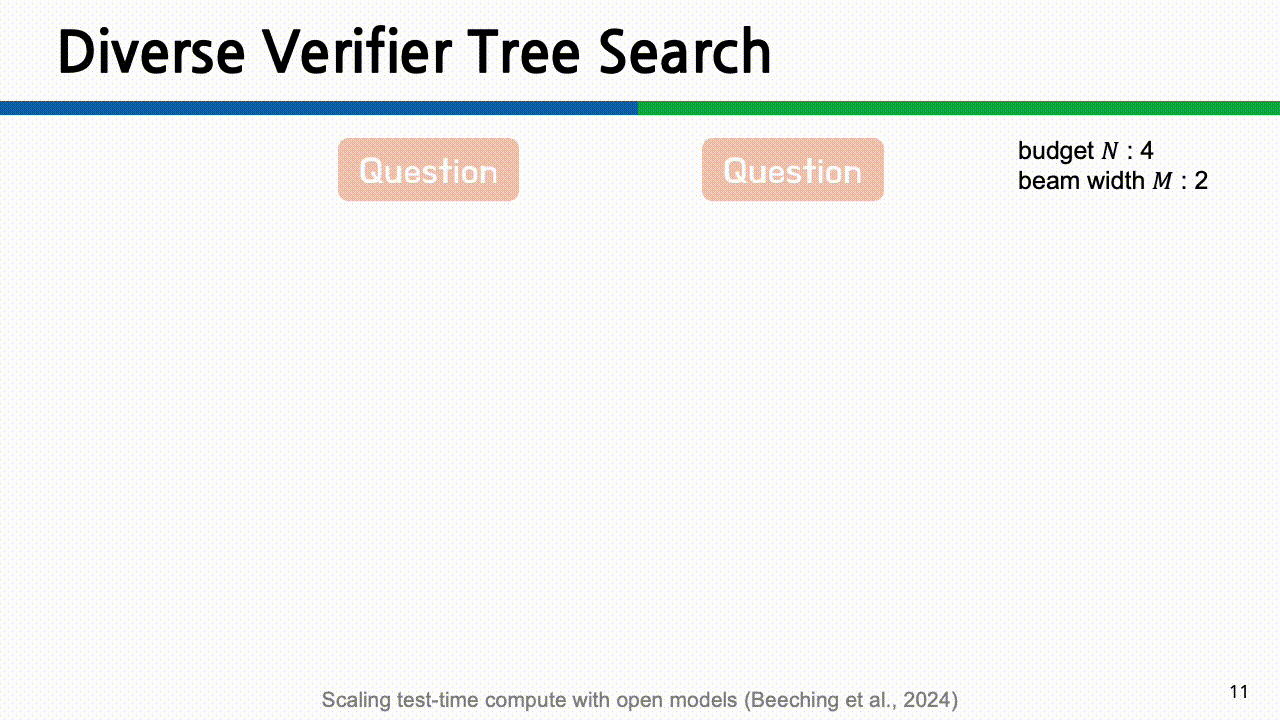 Diverse Verifier Tree Search
Question
Question
budget N : 4
beam width M : 2
Scaling test-time compute with open models (Beeching et al., 2024)
11